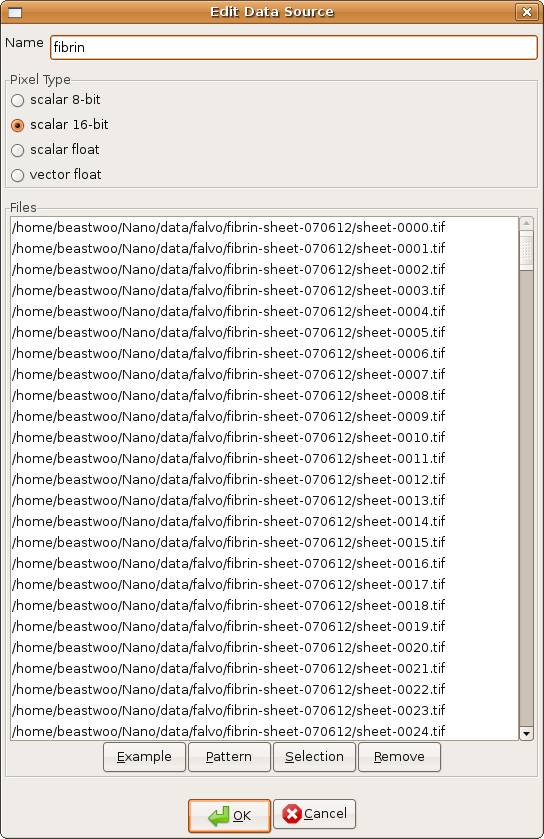 Edit Data Source
Name fibrin
Pixel Type
scalar 8-bit
scalar 16-bit
scalar float
vector float
Files
/home/beastwoo/Nano/data/falvo/fibrin-sheet-070612/sheet-0000.tif
/home/beastwoo/Nano/data/falvo/fibrin-sheet-070612/sheet-0001.tif
/home/beastwoo/Nano/data/falvo/fibrin-sheet-070612/sheet-0002.tif
/home/beastwoo/Nano/data/falvo/fibrin-sheet-070612/sheet-0003.tif
/home/beastwoo/Nano/data/falvo/fibrin-sheet-070612/sheet-0004.tif
/home/beastwoo/Nano/data/falvo/fibrin-sheet-070612/sheet-0005.tif
/home/beastwoo/Nano/data/falvo/fibrin-sheet-070612/sheet-0006.tif
/home/beastwoo/Nano/data/falvo/fibrin-sheet-070612/sheet-0007.tif
/home/beastwoo/Nano/data/falvo/fibrin-sheet-070612/sheet-0008.tif
/home/beastwoo/Nano/data/falvo/fibrin-sheet-070612/sheet-0009.tif
/home/beastwoo/Nano/data/falvo/fibrin-sheet-070612/sheet-0010.tif
/home/beastwoo/Nano/data/falvo/fibrin-sheet-070612/sheet-0011.tif
/home/beastwoo/Nano/data/falvo/fibrin-sheet-070612/sheet-0012.tif
/home/beastwoo/Nano/data/falvo/fibrin-sheet-070612/sheet-0013.tif
/home/beastwoo/Nano/data/falvo/fibrin-sheet-070612/sheet-0014.tif
/home/beastwoo/Nano/data/falvo/fibrin-sheet-070612/sheet-0015.tif
/home/beastwoo/Nano/data/falvo/fibrin-sheet-070612/sheet-0016.tif
/home/beastwoo/Nano/data/falvo/fibrin-sheet-070612/sheet-0017.tif
/home/beastwoo/Nano/data/falvo/fibrin-sheet-070612/sheet-0018.tif
/home/beastwoo/Nano/data/falvo/fibrin-sheet-070612/sheet-0019.tif
/home/beastwoo/Nano/data/falvo/fibrin-sheet-070612/sheet-0020.tif
/home/beastwoo/Nano/data/falvo/fibrin-sheet-070612/sheet-0021.tif
/home/beastwoo/Nano/data/falvo/fibrin-sheet-070612/sheet-0022.tif
/home/beastwoo/Nano/data/falvo/fibrin-sheet-070612/sheet-0023.tif
/home/beastwoo/Nano/data/falvo/fibrin-sheet-070612/sheet-0024.tif
Example Pattern Selection Remove
OK Cancel